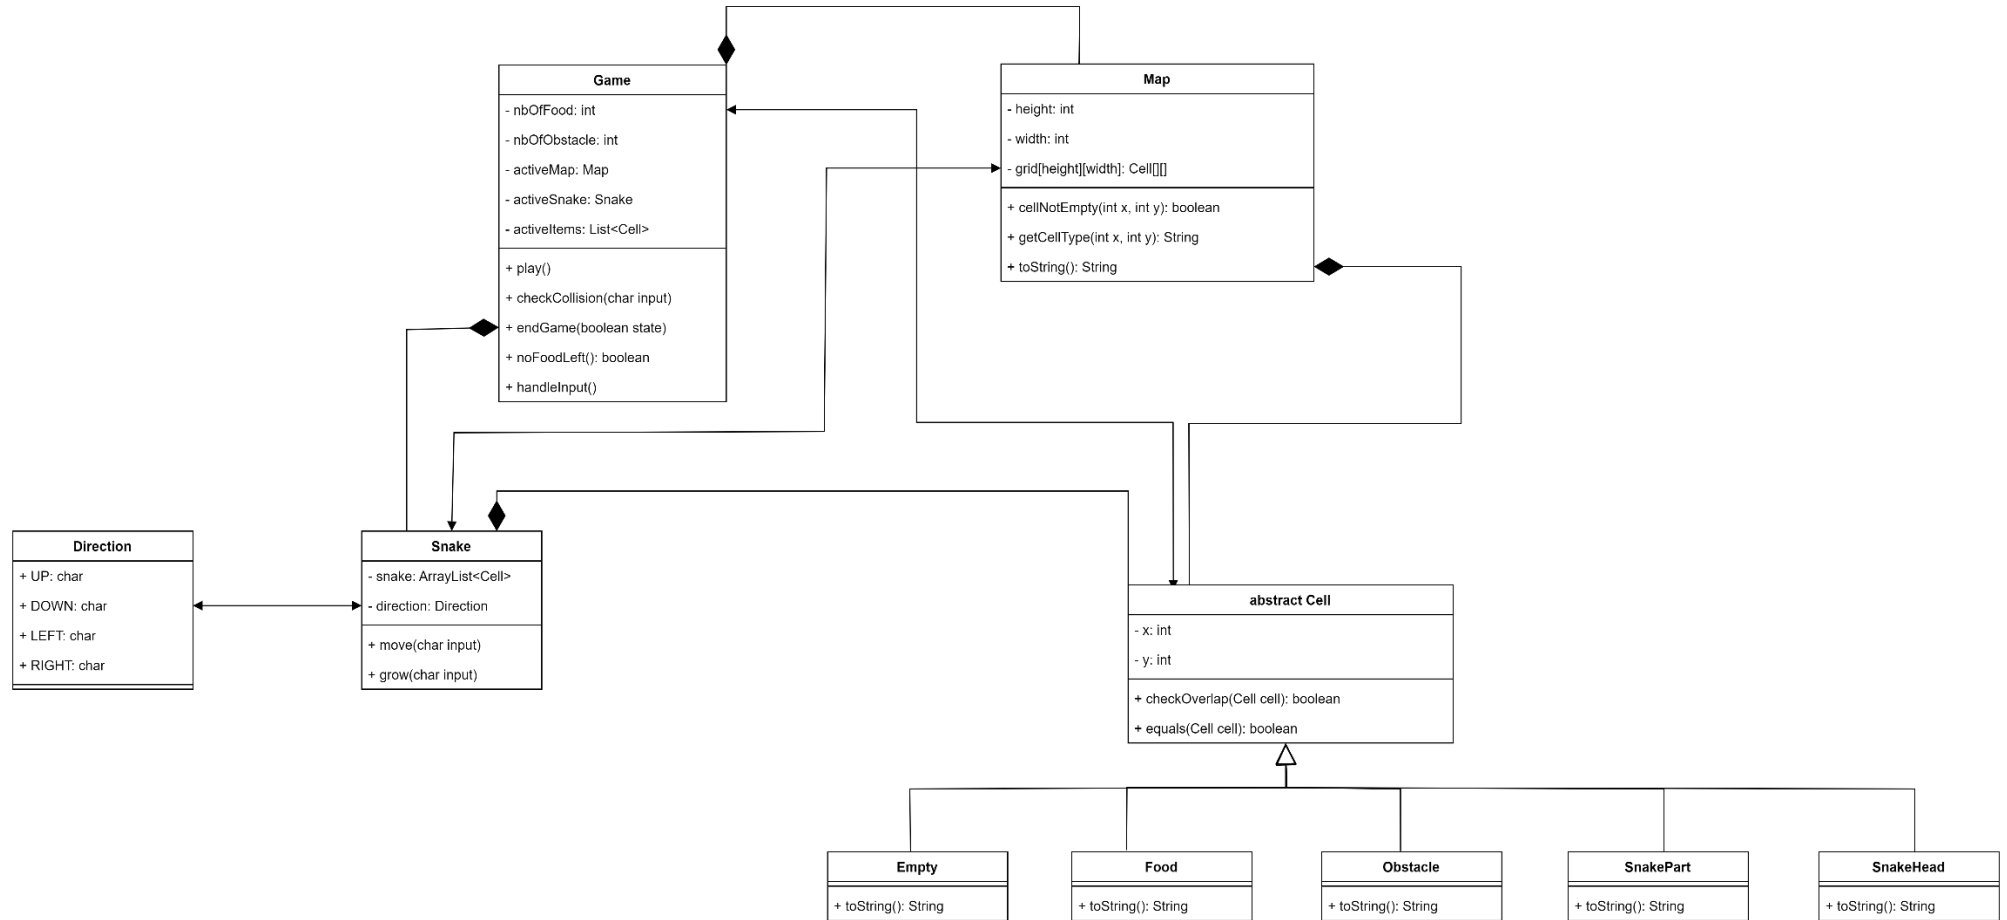 Game
- nbOfFood: int
- nbOfObstacle: int
- activeMap: Map
- activeSnake: Snake
- activeItems: List<Cell>
+ play()
+ checkCollision(char input)
+ endGame(boolean state)
+ noFoodLeft(): boolean
+ handleInput()
Map
- height: int
- width: int
- grid[height][width]: Cell[][]
+ cellNotEmpty(int x, int y): boolean
+ getCellType(int x, int y): String
+ toString(): String
Direction
+ UP: char
+ DOWN: char
+ LEFT: char
+ RIGHT: char
Snake
- snake: ArrayList<Cell>
- direction: Direction
+ move(char input)
+ grow(char input)
abstract Cell
- x: int
- y: int
+ checkOverlap(Cell cell): boolean
+ equals(Cell cell): boolean
Empty
+ toString(): String
Food
+ toString(): String
Obstacle
+ toString(): String
SnakePart
+ toString(): String
SnakeHead
+ toString(): String